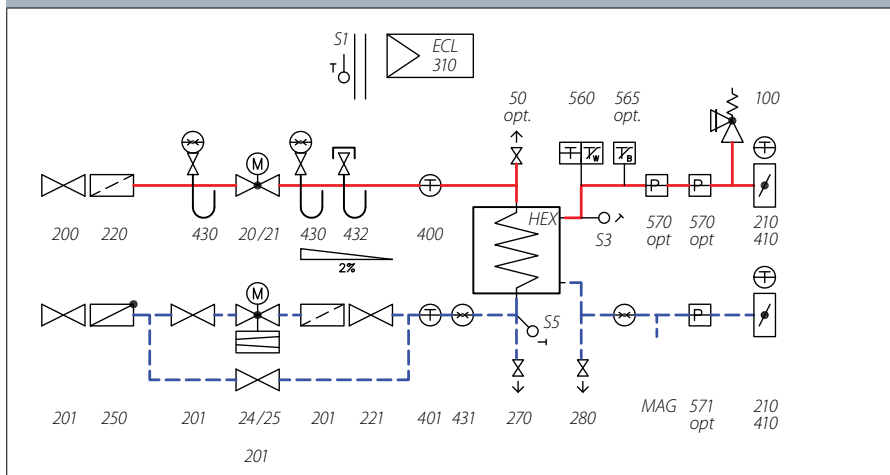 S1
ECL
310
T
50
opt.
560
565
opt.
100
T
T
W
T
B
M
T
T
P
P
HEX
200
220
430
20/21
430
432
400
S3
570
opt
570
opt
210
410
2%
T
M
T
P
S5
T
201
250
201
24/25
201
221
401
431
270
280
MAG
571
opt
210
410
201